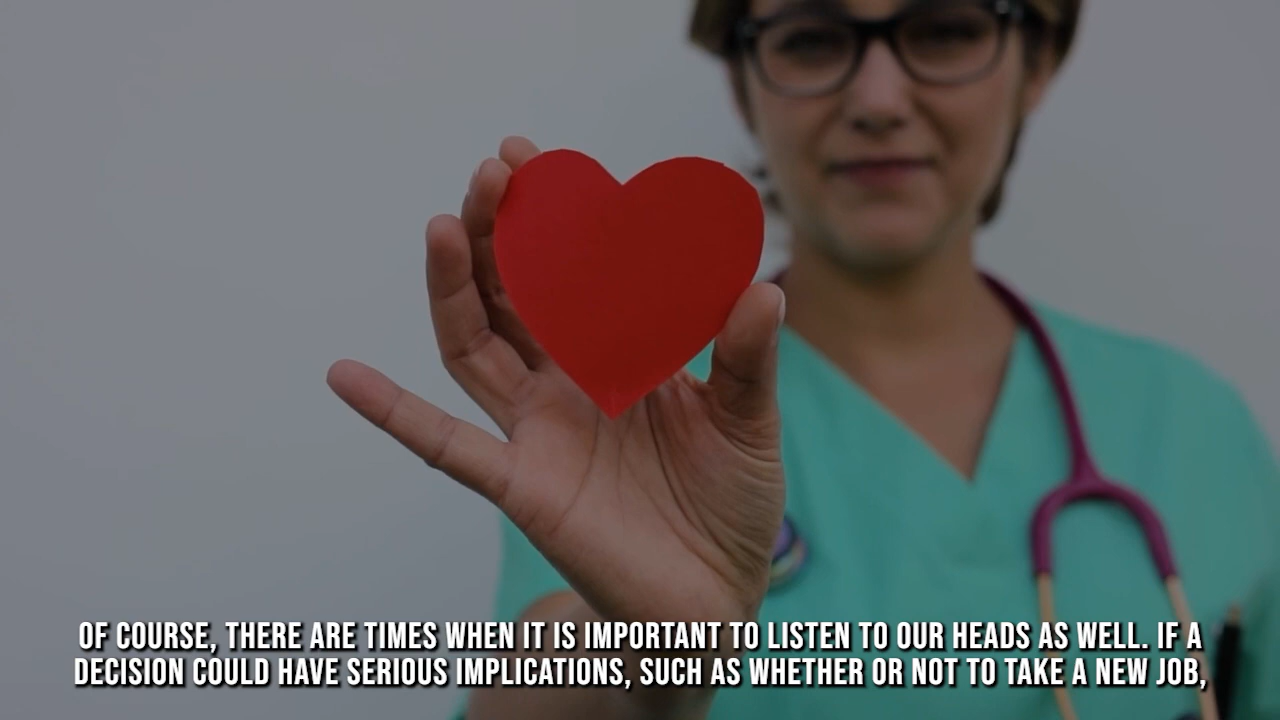 OF COURSE, THERE ARE TIMES WHEN IT IS IMPORTANT TO LISTEN TO OUR HEADS AS WELL. IF A
DECISION COULD HAVE SERIOUS IMPLICATIONS, SUCH AS WHETHER OR NOT TO TAKE A NEW JOB,